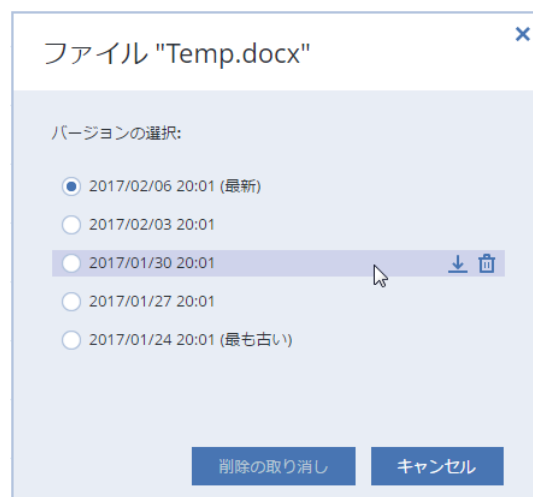 ファイル "Temp.docx"
バージョンの選択:
2017/02/06 20:01 (最新)
2017/02/03 20:01
2017/01/30 20:01
2017/01/27 20:01
2017/01/24 20:01 (最も古い)
削除の取り消し キャンセル